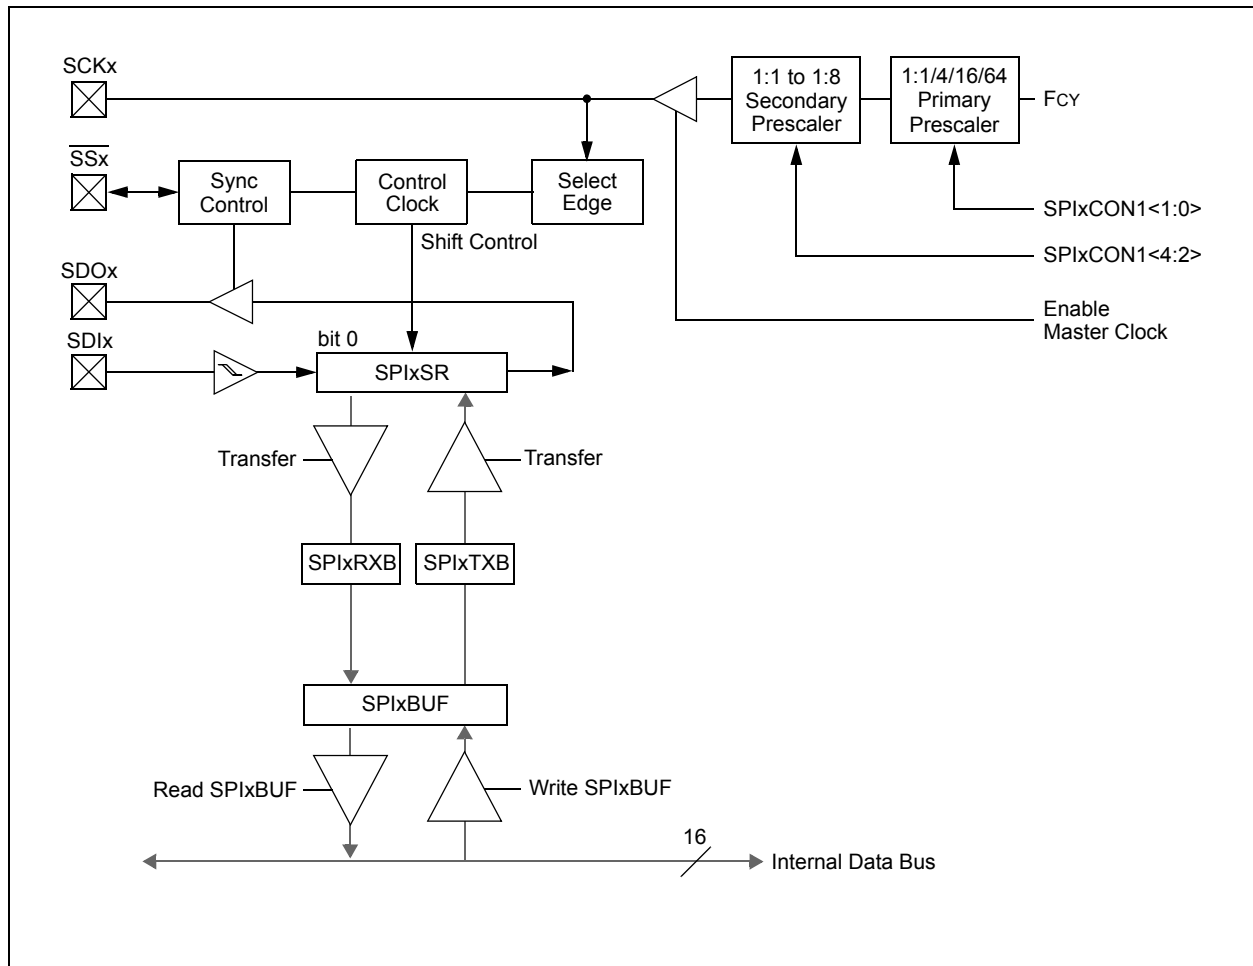 SCKx
1:1 to 1:8
Secondary
Prescaler
1:1/4/16/64
Primary
Prescaler
FCY
SSx
Sync
Control
Control
Clock
Select
Edge
SPIxCON1<1:0>
Shift Control
SPIxCON1<4:2>
SDOx
Enable
Master Clock
SDIx
bit 0
SPIxSR
Transfer
Transfer
SPIxRXB
SPIxTXB
SPIxBUF
Read SPIxBUF
Write SPIxBUF
16
Internal Data Bus